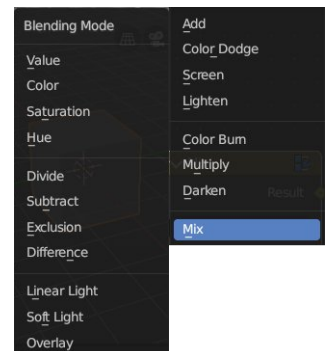 Blending Mode
Value
Color
Saturation
Hue
Divide
Subtract
Exclusion
Difference
Linear Light
Soft Light
Overlay
Add
Color Dodge
Screen
Lighten
Color Burn
Multiply
Darken
Result
Mix